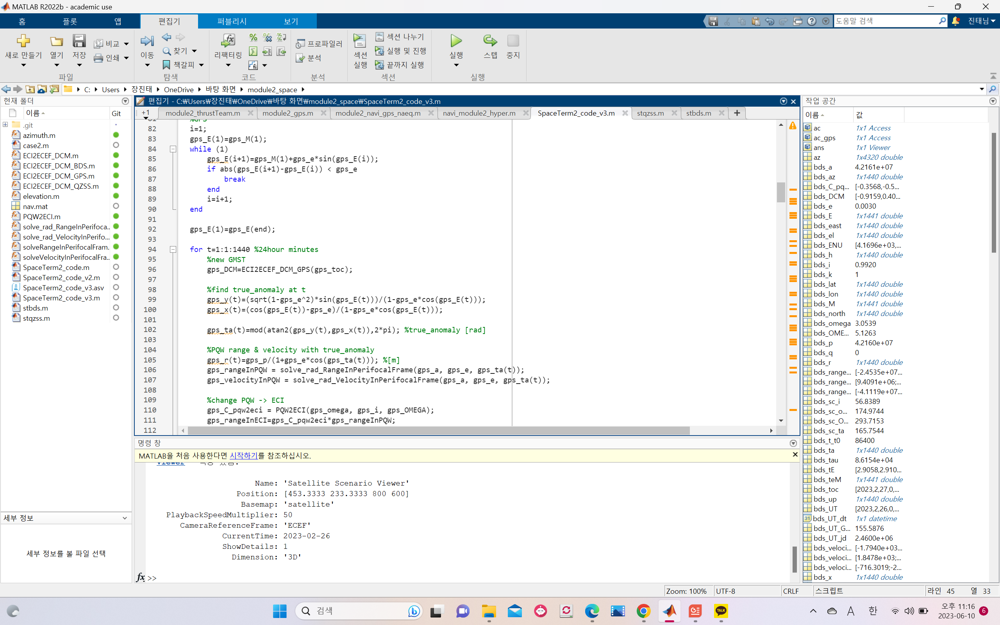 MATLAB R2022b - academic use
홈 플롯 앱 편집기 퍼블리시 보기
도움말 검색
진태님
새로 만들기
열기
저장
비교
인쇄
파일
이동
찾기
책갈피
탐색
리팩터링
코드
프로파일러
분석
분석
섹션 실행
섹션 나누기
실행 및 진행
끝까지 실행
섹션
실행
스텝
중지
실행
C: Users 장진태 OneDrive 바탕 화면 module2_space
현재 폴더
이름 Git
.git
azimuth.m
case2.m
ECI2ECEF_DCM.m
ECI2ECEF_DCM_BDS.m
ECI2ECEF_DCM_GPS.m
ECI2ECEF_DCM_QZSS.m
elevation.m
nav.mat
PQW2ECI.m
solve_rad_RangeInPerifoca...
solve_rad_VelocityInPerifo...
solveRangeInPerifocalFram...
solveVelocityInPerifocalFra...
SpaceTerm2_code.m
SpaceTerm2_code_v2.m
SpaceTerm2_code_v3.asv
SpaceTerm2_code_v3.m
stbds.m
stqzss.m
세부 정보
세부 정보를 볼 파일 선택
편집기 - C:₩Users₩장진태₩OneDrive₩바탕 화면₩module2_space₩SpaceTerm2_code_v3.m
+1 module2_thrustTeam.m module2_gps.m module2_navi_gps_naeq.m navi_module2_hyper.m SpaceTerm2_code_v3.m stqzss.m stbds.m +
81 %GPS
82 i=1;
83 gps_E(1)=gps_M(1);
84 while (1)
85 gps_E(i+1)=gps_M(1)+gps_e*sin(gps_E(i));
86 if abs(gps_E(i+1)-gps_E(i)) < gps_e
87 break
88 end
89 i=i+1;
90 end
91
92 gps_E(1)=gps_E(end);
93
94 for t=1:1:1440 %24hour minutes
95 %new GMST
96 gps_DCM=ECI2ECEF_DCM_GPS(gps_toc);
97
98 %find true_anomaly at t
99 gps_y(t)=(sqrt(1-gps_e^2)*sin(gps_E(t)))/(1-gps_e*cos(gps_E(t)));
100 gps_x(t)=(cos(gps_E(t))-gps_e)/(1-gps_e*cos(gps_E(t)));
101
102 gps_ta(t)=mod(atan2(gps_y(t),gps_x(t)),2*pi); %true_anomaly [rad]
103
104 %PQW range & velocity with true_anomaly
105 gps_r(t)=gps_p/(1+gps_e*cos(gps_ta(t))); %[m]
106 gps_rangeInPQW = solve_rad_RangeInPerifocalFrame(gps_a, gps_e, gps_ta(t));
107 gps_velocityInPQW = solve_rad_VelocityInPerifocalFrame(gps_a, gps_e, gps_ta(t));
108
109 %change PQW -> ECI
110 gps_C_pqw2eci = PQW2ECI(gps_omega, gps_i, gps_OMEGA);
111 gps_rangeInECI=gps_C_pqw2eci*gps_rangeInPQW;
112
명령 창
MATLAB을 처음 사용한다면 시작하기를 참조하십시오.
Name: 'Satellite Scenario Viewer'
Position: [453.3333 233.3333 800 600]
Basemap: 'satellite'
PlaybackSpeedMultiplier: 50
CameraReferenceFrame: 'ECEF'
CurrentTime: 2023-02-26
ShowDetails: 1
Dimension: '3D'
fx >>
작업 공간
이름 값
ac 1x1 Access
ac_gps 1x1 Access
ans 1x1 Viewer
az 1x4320 double
bds_a 4.2161e+07
bds_az 1x1440 double
bds_C_pq... [-0.3568,-0.5...
bds_DCM [-0.9159,0.40...
bds_e 0.0030
bds_E 1x1441 double
bds_east 1x1440 double
bds_el 1x1440 double
bds_ENU [4.1696e+03,...
bds_h 1x1440 double
bds_i 0.9920
bds_k 1
bds_lat 1x1440 double
bds_lon 1x1440 double
bds_M 1x1441 double
bds_north 1x1440 double
bds_omega 3.0539
bds_OME... 5.1263
bds_p 4.2160e+07
bds_q 0
bds_r 1x1440 double
bds_range... [-2.4535e+07...
bds_range... [9.4091e+06;...
bds_range... [-4.1119e+07...
bds_sc_i 56.8389
bds_sc_o... 174.9744
bds_sc_O... 293.7153
bds_sc_ta 165.7544
bds_t_t0 86400
bds_ta 1x1440 double
bds_tau 8.6154e+04
bds_tE [2.9058,2.910...
bds_teM 1x1441 double
bds_toc [2023,2,27,0,...
bds_up 1x1440 double
bds_UT [2023,2,26,0,...
bds_UT_dt 1x1 datetime
bds_UT_G... 155.5876
bds_UT_jd 2.4600e+06
bds_veloci... [-1.7940e+03...
bds_veloci... [1.8478e+03;...
bds_veloci... [-716.3019;-2...
bds_x 1x1440 double
Zoom: 100% UTF-8 CRLF 스크립트 라인 45 열 33
검색
TALK
A 한
오후 11:16
2023-06-10
6